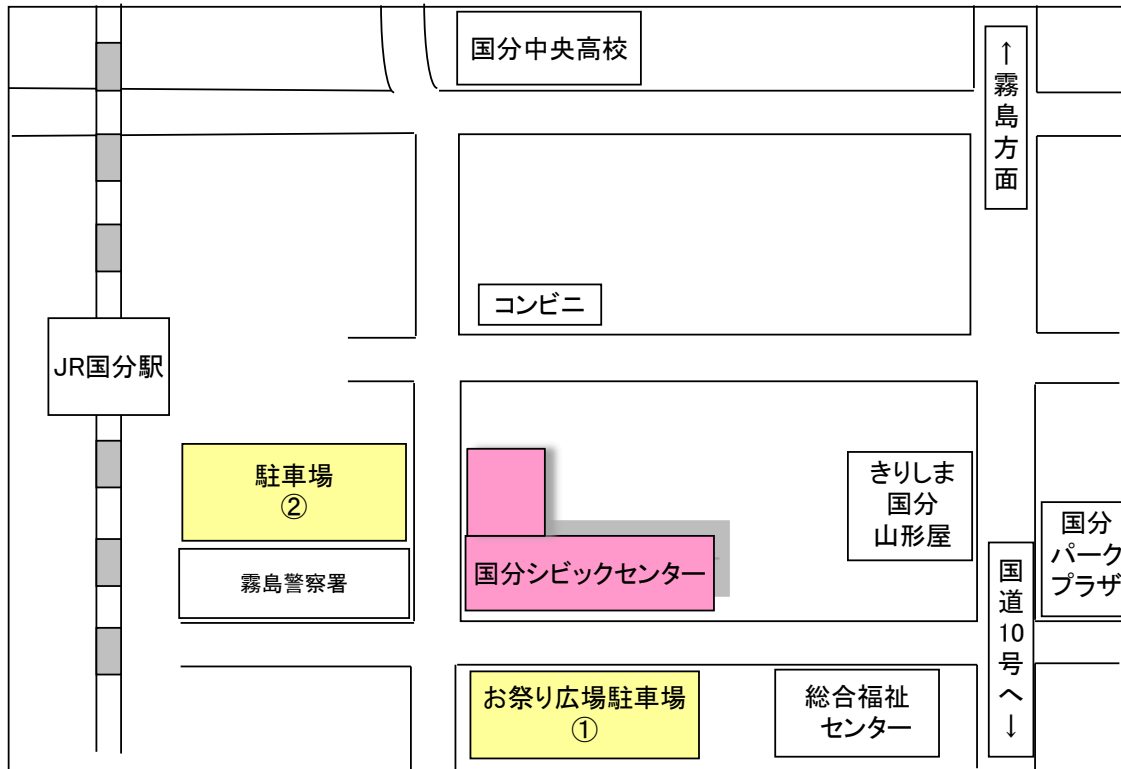 国分中央高校
↑霧島方面
コンビニ
JR国分駅
駐車場
②
きりしま
国分
山形屋
国分
パーク
プラザ
国分シビックセンター
霧島警察署
国道10号へ↓
お祭り広場駐車場
①
総合福祉
センター